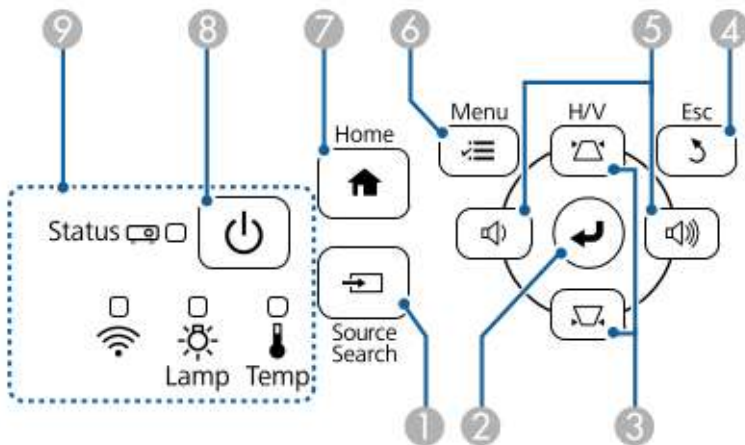 9 8 7 6 5 4
Menu H/V Esc
Home
Status
Source
Search
Lamp Temp
1 2 3